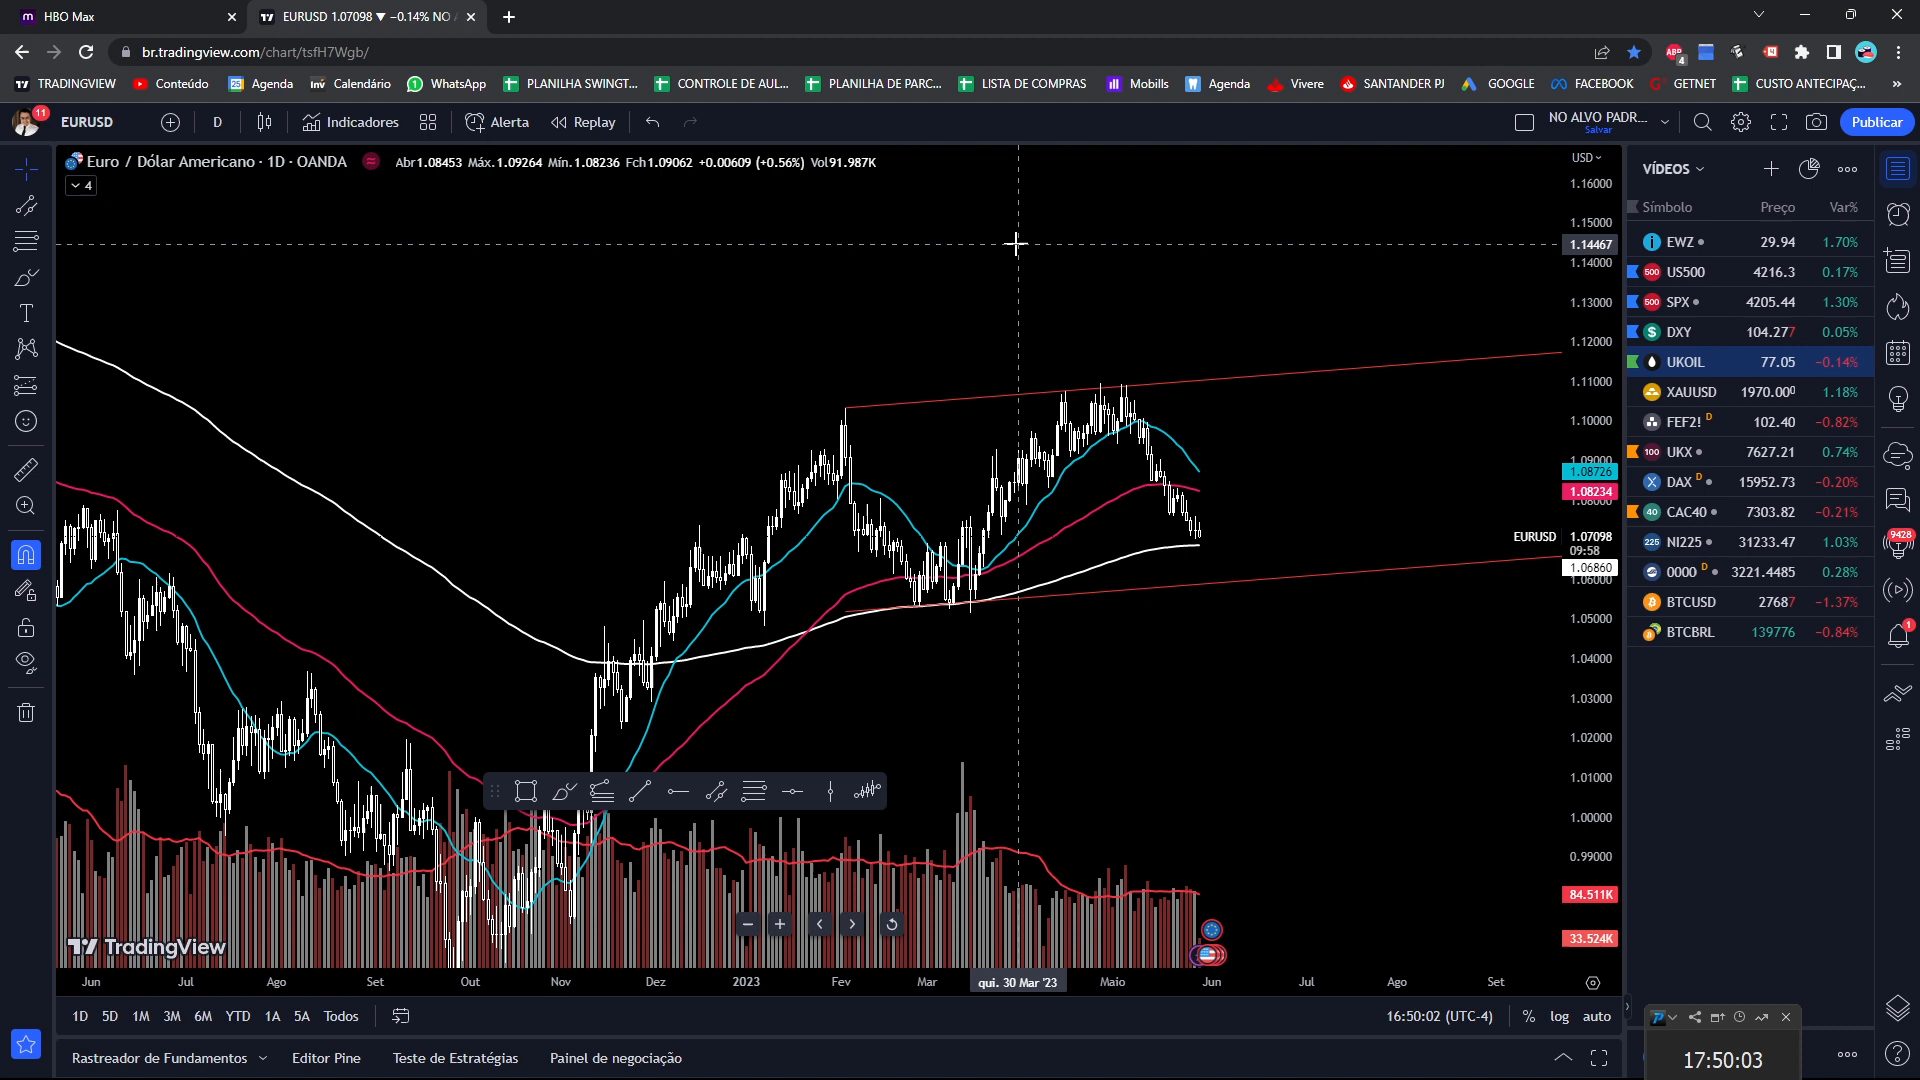 HBO Max
EURUSD 1.07098 ▼ −0.14% NO
br.tradingview.com/chart/tsfH7Wgb/
TRADINGVIEW Conteúdo Agenda Calendário WhatsApp PLANILHA SWINGT... CONTROLE DE AUL... PLANILHA DE PARC... LISTA DE COMPRAS Mobills Agenda Vivere SANTANDER PJ GOOGLE FACEBOOK GETNET CUSTO ANTECIPAÇ... »
11 EURUSD D Indicadores Alerta Replay NO ALVO PADR... Salvar Publicar
Euro / Dólar Americano · 1D · OANDA Abr1.08453 Máx.1.09264 Mín.1.08236 Fch1.09062 +0.00609 (+0.56%) Vol91.987K
4
USD
1.16000
1.15000
1.14467
1.14000
1.13000
1.12000
1.11000
1.10000
1.09000
1.08726
1.08234
1.08000
EURUSD 1.07098
09:58
1.06860
1.06000
1.05000
1.04000
1.03000
1.02000
1.01000
1.00000
0.99000
84.511K
33.524K
TradingView
Jun Jul Ago Set Out Nov Dez 2023 Fev Mar qui. 30 Mar '23 Maio Jun Jul Ago Set
1D 5D 1M 3M 6M YTD 1A 5A Todos 16:50:02 (UTC-4) % log auto
Rastreador de Fundamentos Editor Pine Teste de Estratégias Painel de negociação
VÍDEOS
Símbolo Preço Var%
EWZ 29.94 1.70%
500 US500 4216.3 0.17%
500 SPX 4205.44 1.30%
DXY 104.277 0.05%
UKOIL 77.05 −0.14%
XAUUSD 1970.000 1.18%
FEF2! D 102.40 −0.82%
100 UKX 7627.21 0.74%
DAX D 15952.73 −0.20%
40 CAC40 7303.82 −0.21%
225 NI225 31233.47 1.03%
0000 D 3221.4485 0.28%
BTCUSD 27687 −1.37%
BTCBRL 139776 −0.84%
9428
1
17:50:03